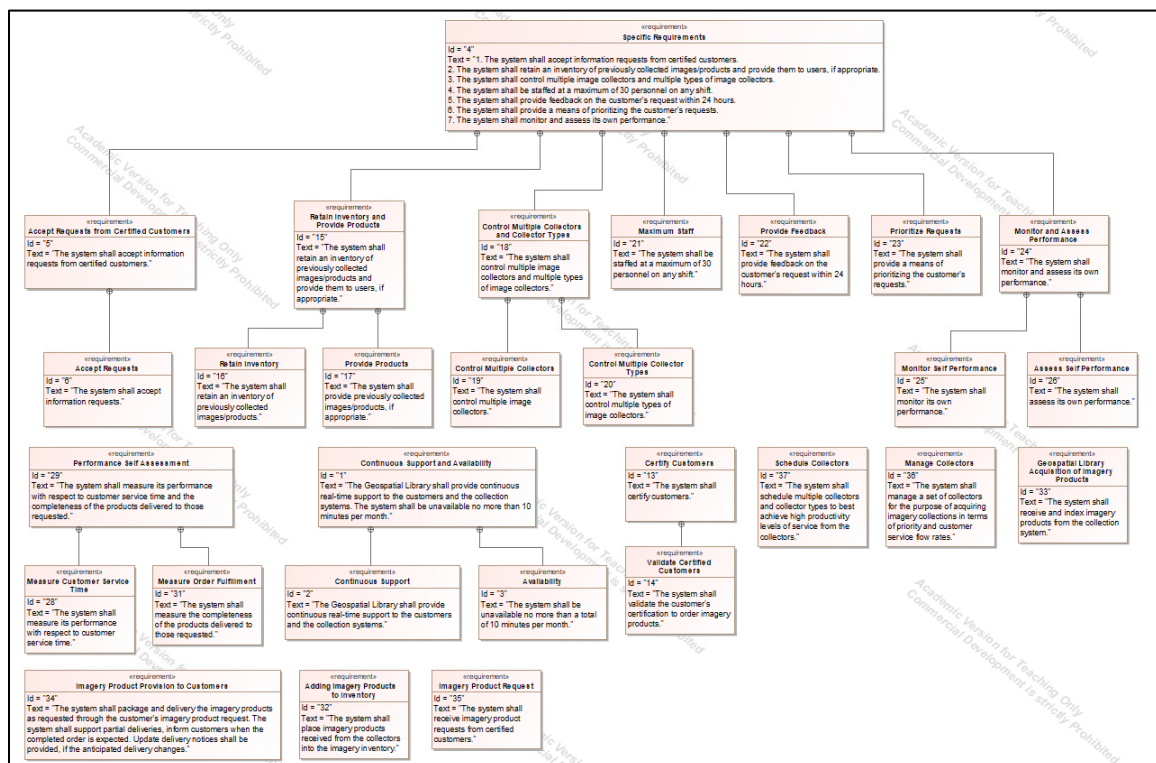 «requirement»
Specific Requirements
Id = "4"
Text = "1. The system shall accept information requests from certified customers.
2. The system shall retain an inventory of previously collected images/products and provide them to users, if appropriate.
3. The system shall control multiple image collectors and multiple types of image collectors.
4. The system shall be staffed at a maximum of 30 personnel on any shift.
5. The system shall provide feedback on the customer's request within 24 hours.
6. The system shall provide a means of prioritizing the customer's requests.
7. The system shall monitor and assess its own performance."
«requirement»
Accept Requests from Certified Customers
Id = "5"
Text = "The system shall accept information
requests from certified customers."
«requirement»
Retain Inventory and
Provide Products
Id = "15"
Text = "The system shall
retain an inventory of
previously collected
images/products and
provide them to users, if
appropriate."
«requirement»
Control Multiple Collectors
and Collector Types
Id = "18"
Text = "The system shall
control multiple image
collectors and multiple types
of image collectors."
«requirement»
Maximum Staff
Id = "21"
Text = "The system shall be
staffed at a maximum of 30
personnel on any shift."
«requirement»
Provide Feedback
Id = "22"
Text = "The system shall
provide feedback on the
customer's request within 24
hours."
«requirement»
Prioritize Requests
Id = "23"
Text = "The system shall
provide a means of
prioritizing the customer's
requests."
«requirement»
Monitor and Assess
Performance
Id = "24"
Text = "The system shall
monitor and assess its own
performance."
«requirement»
Accept Requests
Id = "6"
Text = "The system shall accept
information requests."
«requirement»
Retain Inventory
Id = "16"
Text = "The system shall
retain an inventory of
previously collected
images/products."
«requirement»
Provide Products
Id = "17"
Text = "The system shall
provide previously collected
images/products, if
appropriate."
«requirement»
Control Multiple Collectors
Id = "19"
Text = "The system shall
control multiple image
collectors."
«requirement»
Control Multiple Collector
Types
Id = "20"
Text = "The system shall
control multiple types of
image collectors."
«requirement»
Monitor Self Performance
Id = "25"
Text = "The system shall
monitor its own
performance."
«requirement»
Assess Self Performance
Id = "26"
Text = "The system shall
assess its own performance."
«requirement»
Performance Self Assessment
Id = "29"
Text = "The system shall measure its performance
with respect to customer service time and the
completeness of the products delivered to those
requested."
«requirement»
Continuous Support and Availability
Id = "1"
Text = "The Geospatial Library shall provide continuous
real-time support to the customers and the collection
systems. The system shall be unavailable no more than 10
minutes per month."
«requirement»
Certify Customers
Id = "13"
Text = "The system shall
certify customers."
«requirement»
Schedule Collectors
Id = "37"
Text = "The system shall
schedule multiple collectors
and collector types to best
achieve high productivity
levels of service from the
collectors."
«requirement»
Manage Collectors
Id = "36"
Text = "The system shall
manage a set of collectors
for the purpose of acquiring
imagery collections in terms
of priority and customer
service flow rates."
«requirement»
Geospatial Library
Acquisition of Imagery
Products
Id = "33"
Text = "The system shall
receive and index imagery
products from the collection
system."
«requirement»
Measure Customer Service
Time
Id = "28"
Text = "The system shall
measure its performance
with respect to customer
service time."
«requirement»
Measure Order Fulfillment
Id = "31"
Text = "The system shall
measure the completeness
of the products delivered to
those requested."
«requirement»
Continuous Support
Id = "2"
Text = "The Geospatial Library shall provide
continuous real-time support to the customers
and the collection systems."
«requirement»
Availability
Id = "3"
Text = "The system shall be
unavailable no more than a total
of 10 minutes per month."
«requirement»
Validate Certified
Customers
Id = "14"
Text = "The system shall
validate the customer's
certification to order imagery
products."
«requirement»
Imagery Product Provision to Customers
Id = "34"
Text = "The system shall package and delivery the imagery products
as requested through the customer's imagery product request. The
system shall support partial deliveries, inform customers when the
completed order is expected. Update delivery notices shall be
provided, if the anticipated delivery changes."
«requirement»
Adding Imagery Products
to Inventory
Id = "32"
Text = "The system shall
place imagery products
received from the collectors
into the imagery inventory."
«requirement»
Imagery Product Request
Id = "35"
Text = "The system shall
receive imagery product
requests from certified
customers."
Academic Version for Teaching Only
Commercial Development is strictly Prohibited